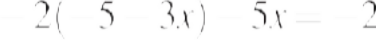 − 2(−5 − 3x) − 5x = −2